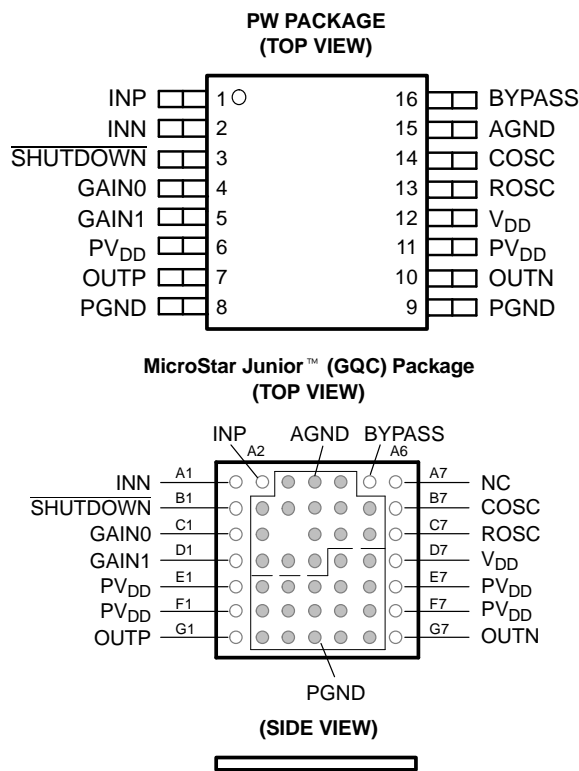 PW PACKAGE
(TOP VIEW)
INP 1 16 BYPASS
INN 2 15 AGND
SHUTDOWN 3 14 COSC
GAIN0 4 13 ROSC
GAIN1 5 12 VDD
PVDD 6 11 PVDD
OUTP 7 10 OUTN
PGND 8 9 PGND
MicroStar Junior™ (GQC) Package
(TOP VIEW)
INP A2 AGND BYPASS A6
INN A1 A7 NC
SHUTDOWN B1 B7 COSC
GAIN0 C1 C7 ROSC
GAIN1 D1 D7 VDD
PVDD E1 E7 PVDD
PVDD F1 F7 PVDD
OUTP G1 G7 OUTN
PGND
(SIDE VIEW)